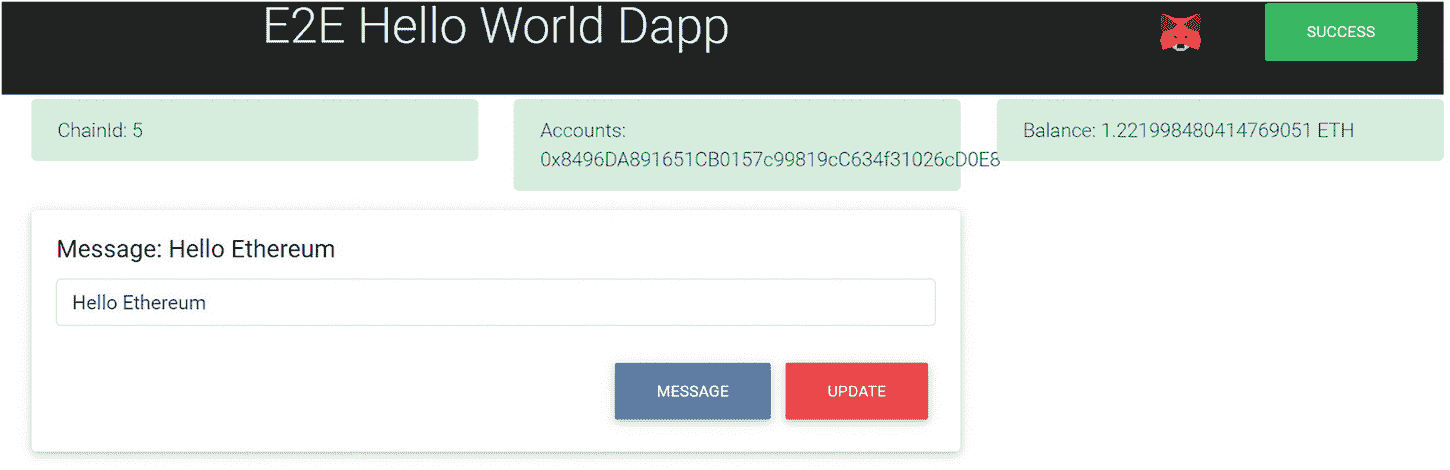 E2E Hello World Dapp
SUCCESS
ChainId: 5
Accounts:
0x8496DA891651CB0157c99819cC634f31026cD0E8
Balance: 1.221998480414769051 ETH
Message: Hello Ethereum
Hello Ethereum
MESSAGE
UPDATE